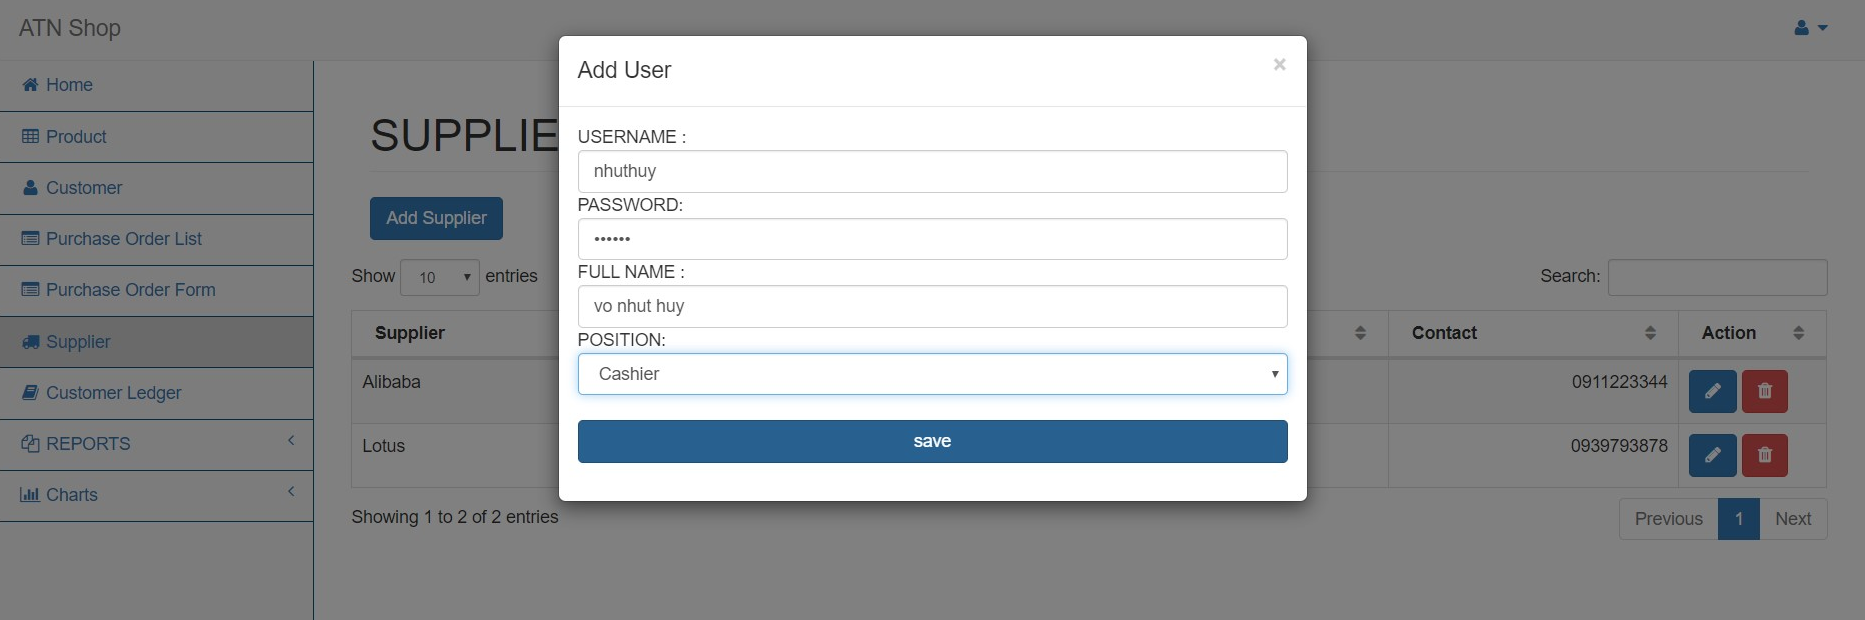 ATN Shop
Home
Product
Customer
Purchase Order List
Purchase Order Form
Supplier
Customer Ledger
REPORTS
Charts
Add Supplier
Show 10 entries
Search:
Supplier Contact Action
Alibaba 0911223344
Lotus 0939793878
Showing 1 to 2 of 2 entries
Previous 1 Next
Add User ×
USERNAME :
nhuthuy
PASSWORD:
••••••
FULL NAME :
vo nhut huy
POSITION:
Cashier
save